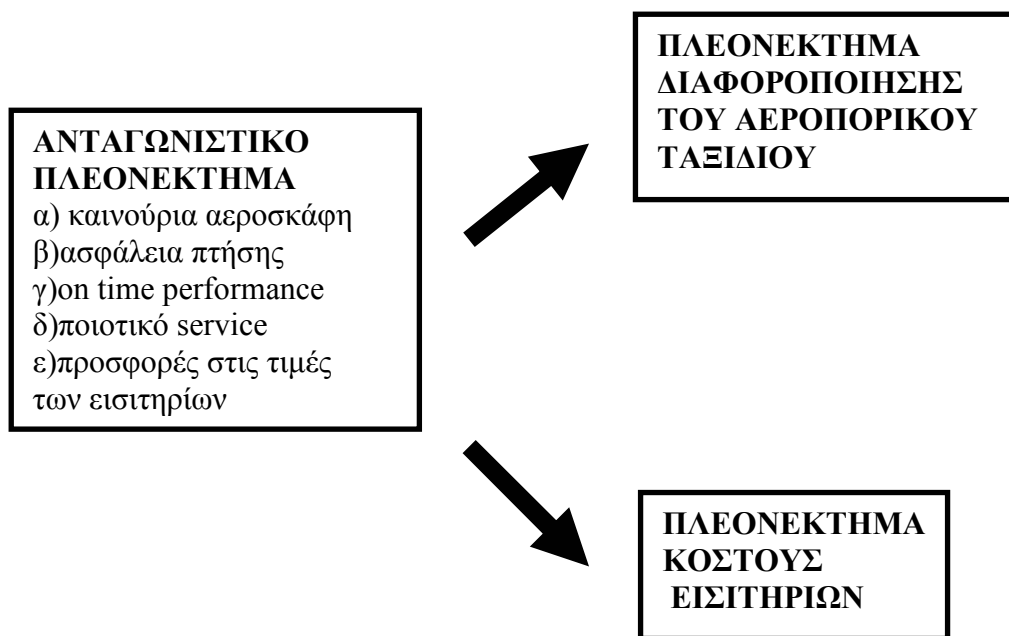 ΑΝΤΑΓΩΝΙΣΤΙΚΟ
ΠΛΕΟΝΕΚΤΗΜΑ
α) καινούρια αεροσκάφη
β)ασφάλεια πτήσης
γ)on time performance
δ)ποιοτικό service
ε)προσφορές στις τιμές
των εισιτηρίων
ΠΛΕΟΝΕΚΤΗΜΑ
ΔΙΑΦΟΡΟΠΟΙΗΣΗΣ
ΤΟΥ ΑΕΡΟΠΟΡΙΚΟΥ
ΤΑΞΙΔΙΟΥ
ΠΛΕΟΝΕΚΤΗΜΑ
ΚΟΣΤΟΥΣ
ΕΙΣΙΤΗΡΙΩΝ